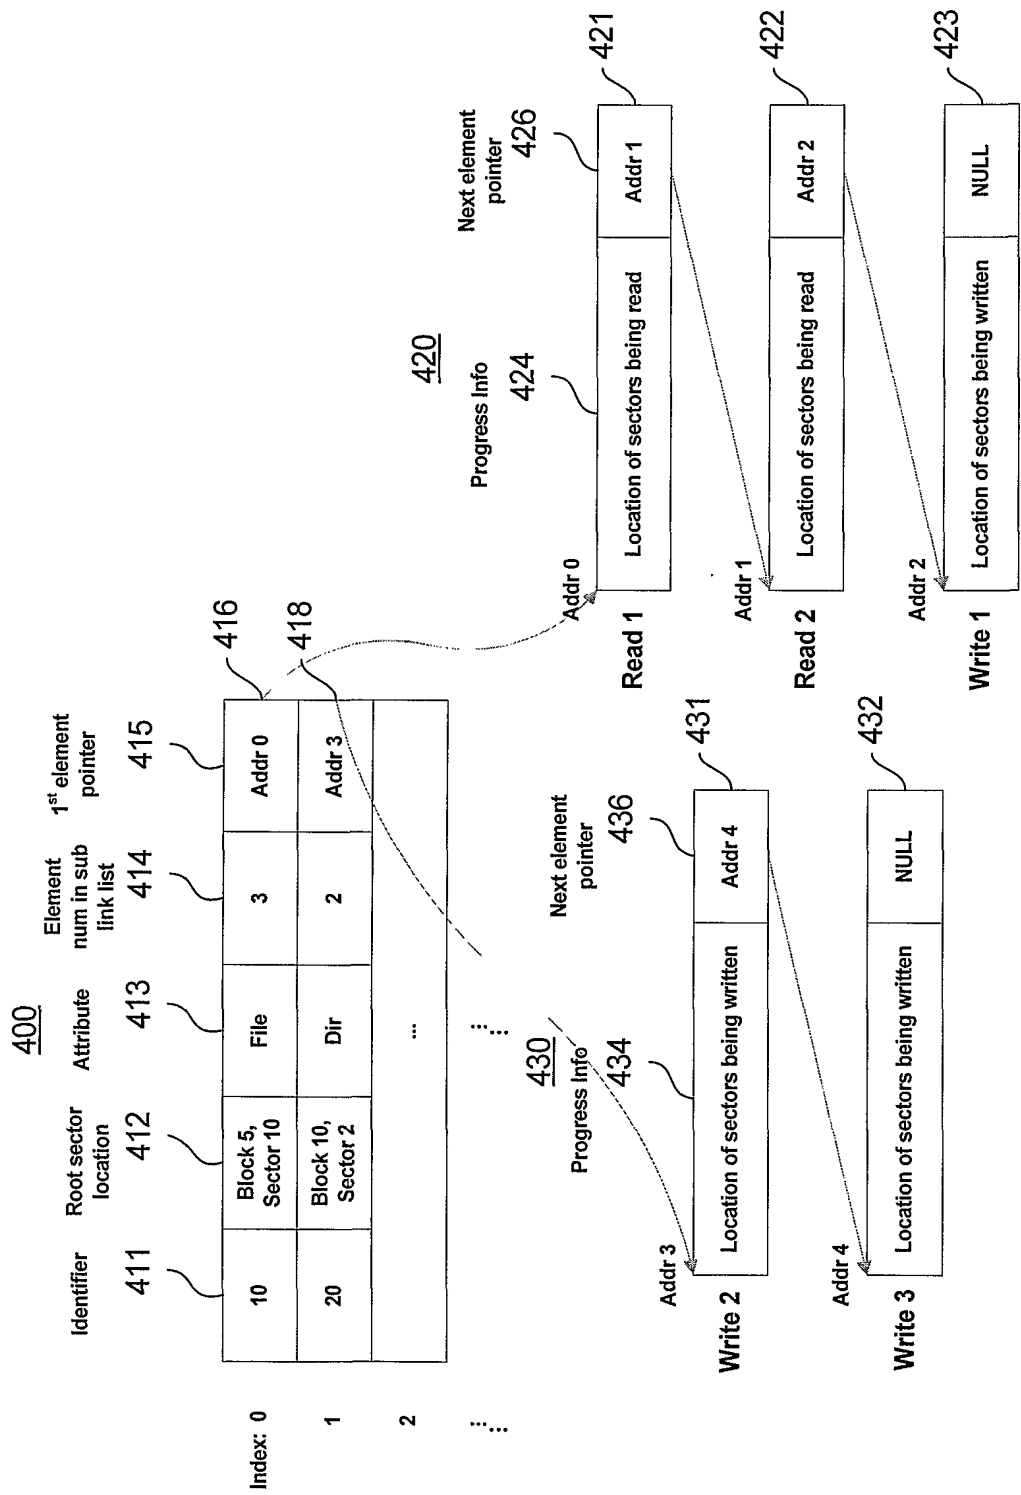 400
Identifier
Root sector
location
Attribute
Element
num in sub
link list
1st element
pointer
411
412
413
414
415
Index: 0
10
Block 5,
Sector 10
File
3
Addr 0
416
1
20
Block 10,
Sector 2
Dir
2
Addr 3
418
2
...
420
Progress Info
Next element
pointer
424
426
Addr 0
Read 1
Location of sectors being read
Addr 1
421
Addr 1
Read 2
Location of sectors being read
Addr 2
422
Addr 2
Write 1
Location of sectors being written
NULL
423
430
Progress Info
Next element
pointer
434
436
Addr 3
Write 2
Location of sectors being written
Addr 4
431
Addr 4
Write 3
Location of sectors being written
NULL
432